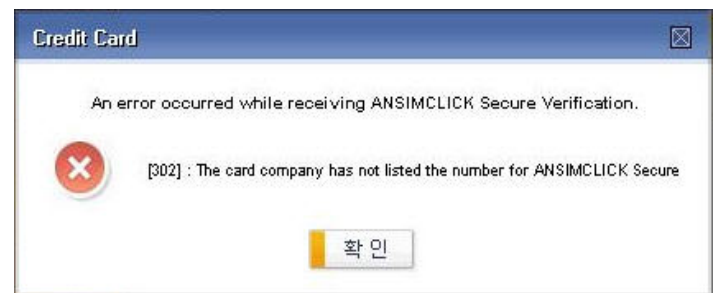 Credit Card
An error occurred while receiving ANSIMCLICK Secure Verification.
[302] : The card company has not listed the number for ANSIMCLICK Secure
확 인